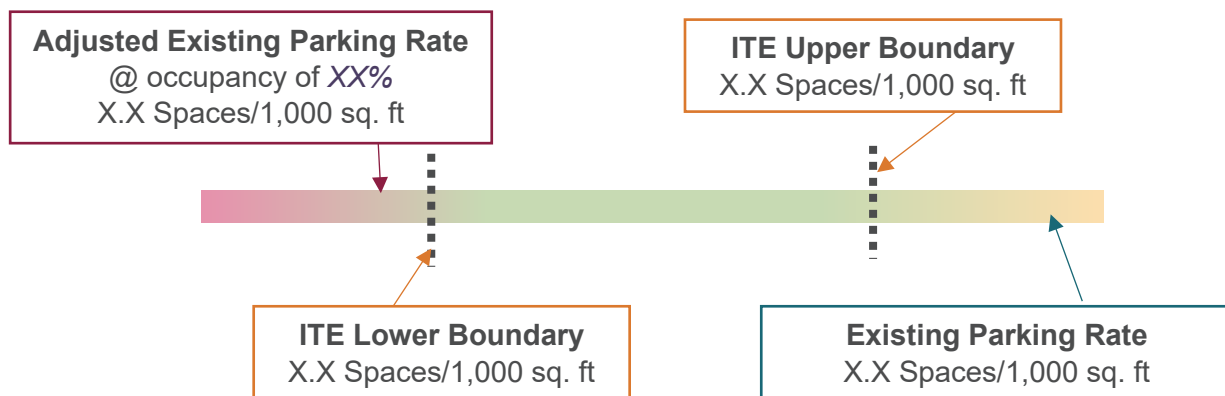 Adjusted Existing Parking Rate
@ occupancy of XX%
X.X Spaces/1,000 sq. ft
ITE Upper Boundary
X.X Spaces/1,000 sq. ft
ITE Lower Boundary
X.X Spaces/1,000 sq. ft
Existing Parking Rate
X.X Spaces/1,000 sq. ft